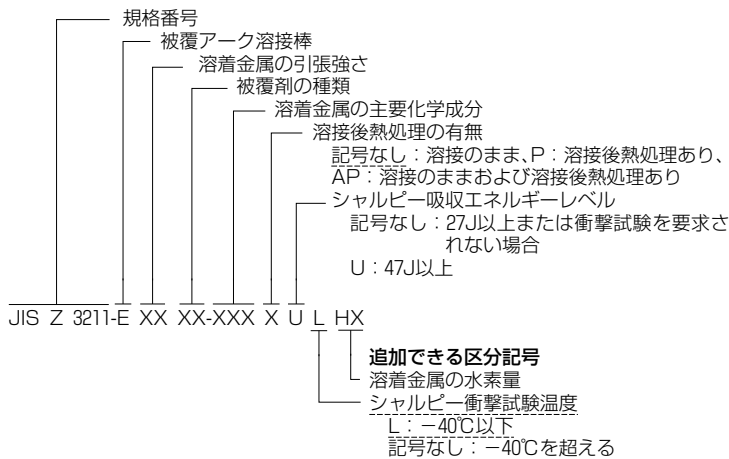 規格番号
被覆アーク溶接棒
溶着金属の引張強さ
被覆剤の種類
溶着金属の主要化学成分
溶接後熱処理の有無
記号なし：溶接のまま、P：溶接後熱処理あり、
AP：溶接のままおよび溶接後熱処理あり
シャルピー吸収エネルギーレベル
記号なし：27J以上または衝撃試験を要求さ
れない場合
U：47J以上
JIS Z 3211-E XX XX-XXX X U L HX
追加できる区分記号
溶着金属の水素量
シャルピー衝撃試験温度
L：－40℃以下
記号なし：－40℃を超える